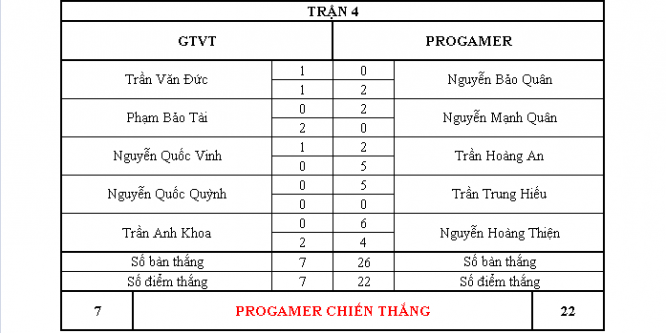 TRẬN 4
GTVT PROGAMER
Trần Văn Đức 1 0 Nguyễn Bảo Quân
1 2
Phạm Bảo Tài 0 2 Nguyễn Mạnh Quân
2 0
Nguyễn Quốc Vinh 1 2 Trần Hoàng An
0 5
Nguyễn Quốc Quỳnh 0 5 Trần Trung Hiếu
0 0
Trần Anh Khoa 0 6 Nguyễn Hoàng Thiện
2 4
Số bàn thắng 7 26 Số bàn thắng
Số điểm thắng 7 22 Số điểm thắng
7 PROGAMER CHIẾN THẮNG 22